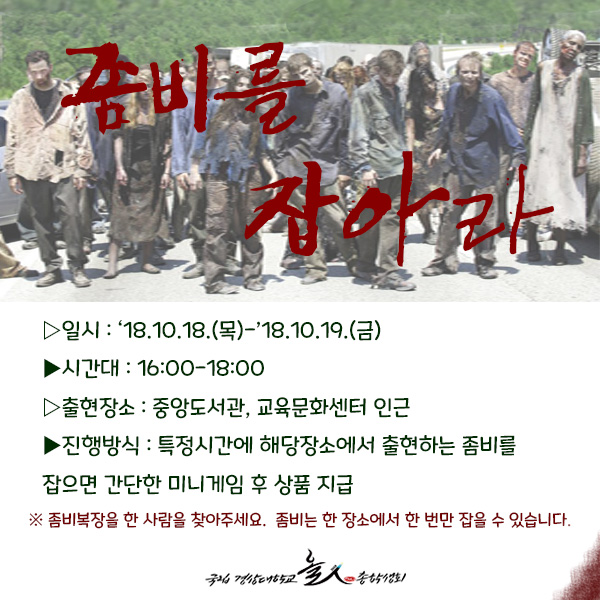 좀비를
잡아라
▷일시 : ‘18.10.18.(목)-’18.10.19.(금)
▶시간대 : 16:00-18:00
▷출현장소 : 중앙도서관, 교육문화센터 인근
▶진행방식 : 특정시간에 해당장소에서 출현하는 좀비를
잡으면 간단한 미니게임 후 상품 지급
※ 좀비복장을 한 사람을 찾아주세요. 좀비는 한 장소에서 한 번만 잡을 수 있습니다.
국립 경상대학교 총학생회